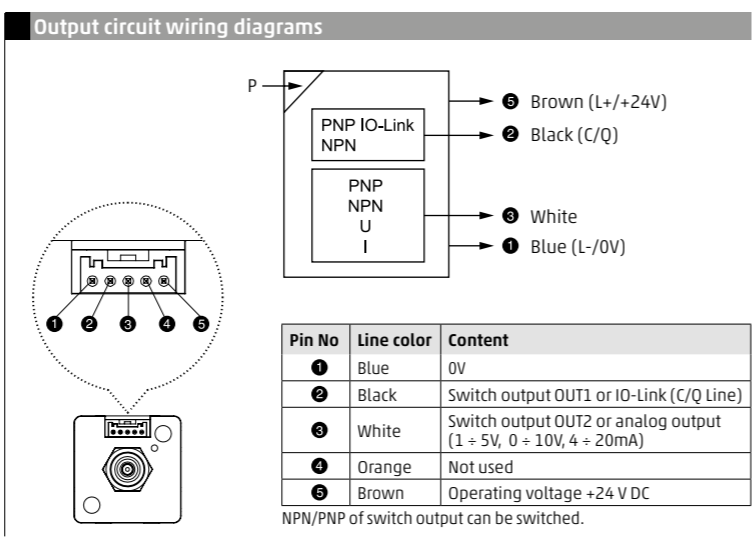 Output circuit wiring diagrams
P
PNP IO-Link
NPN
PNP
NPN
U
I
❺ Brown (L+/+24V)
❷ Black (C/Q)
❸ White
❶ Blue (L-/0V)
❶ ❷ ❸ ❹ ❺
Pin No Line color Content
❶ Blue 0V
❷ Black Switch output OUT1 or IO-Link (C/Q Line)
❸ White Switch output OUT2 or analog output
(1 ÷ 5V, 0 ÷ 10V, 4 ÷ 20mA)
❹ Orange Not used
❺ Brown Operating voltage +24 V DC
NPN/PNP of switch output can be switched.